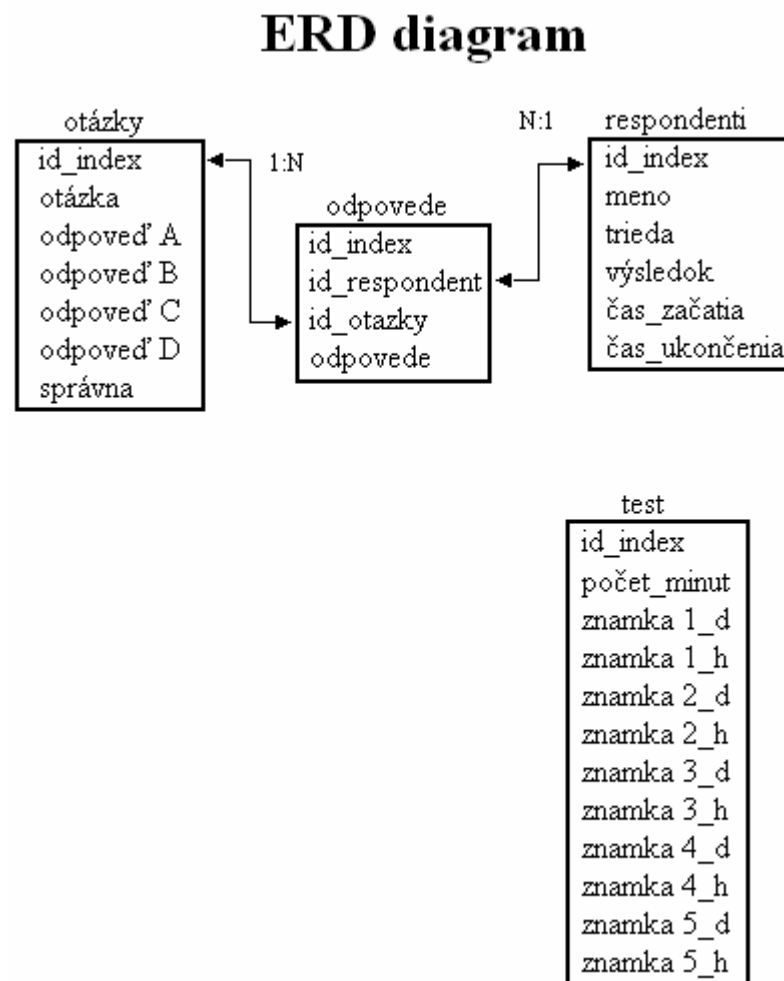 ERD diagram
otázky
id_index
otázka
odpoveď A
odpoveď B
odpoveď C
odpoveď D
správna
1:N
odpovede
id_index
id_respondent
id_otazky
odpovede
N:1
respondenti
id_index
meno
trieda
výsledok
čas_začatia
čas_ukončenia
test
id_index
počet_minut
znamka 1_d
znamka 1_h
znamka 2_d
znamka 2_h
znamka 3_d
znamka 3_h
znamka 4_d
znamka 4_h
znamka 5_d
znamka 5_h